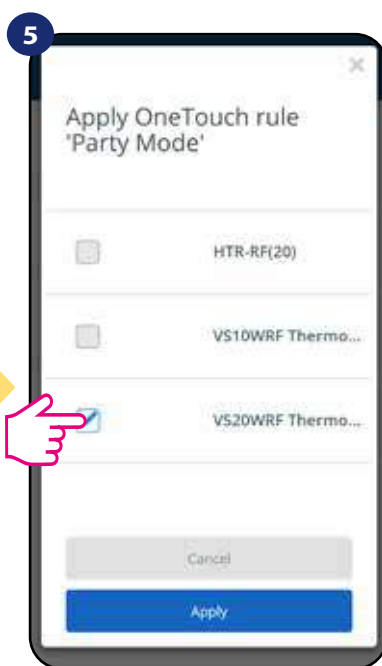 5
Apply OneTouch rule
'Party Mode'
HTR-RF(20)
VS10WRF Thermo...
VS20WRF Thermo...
Cancel
Apply